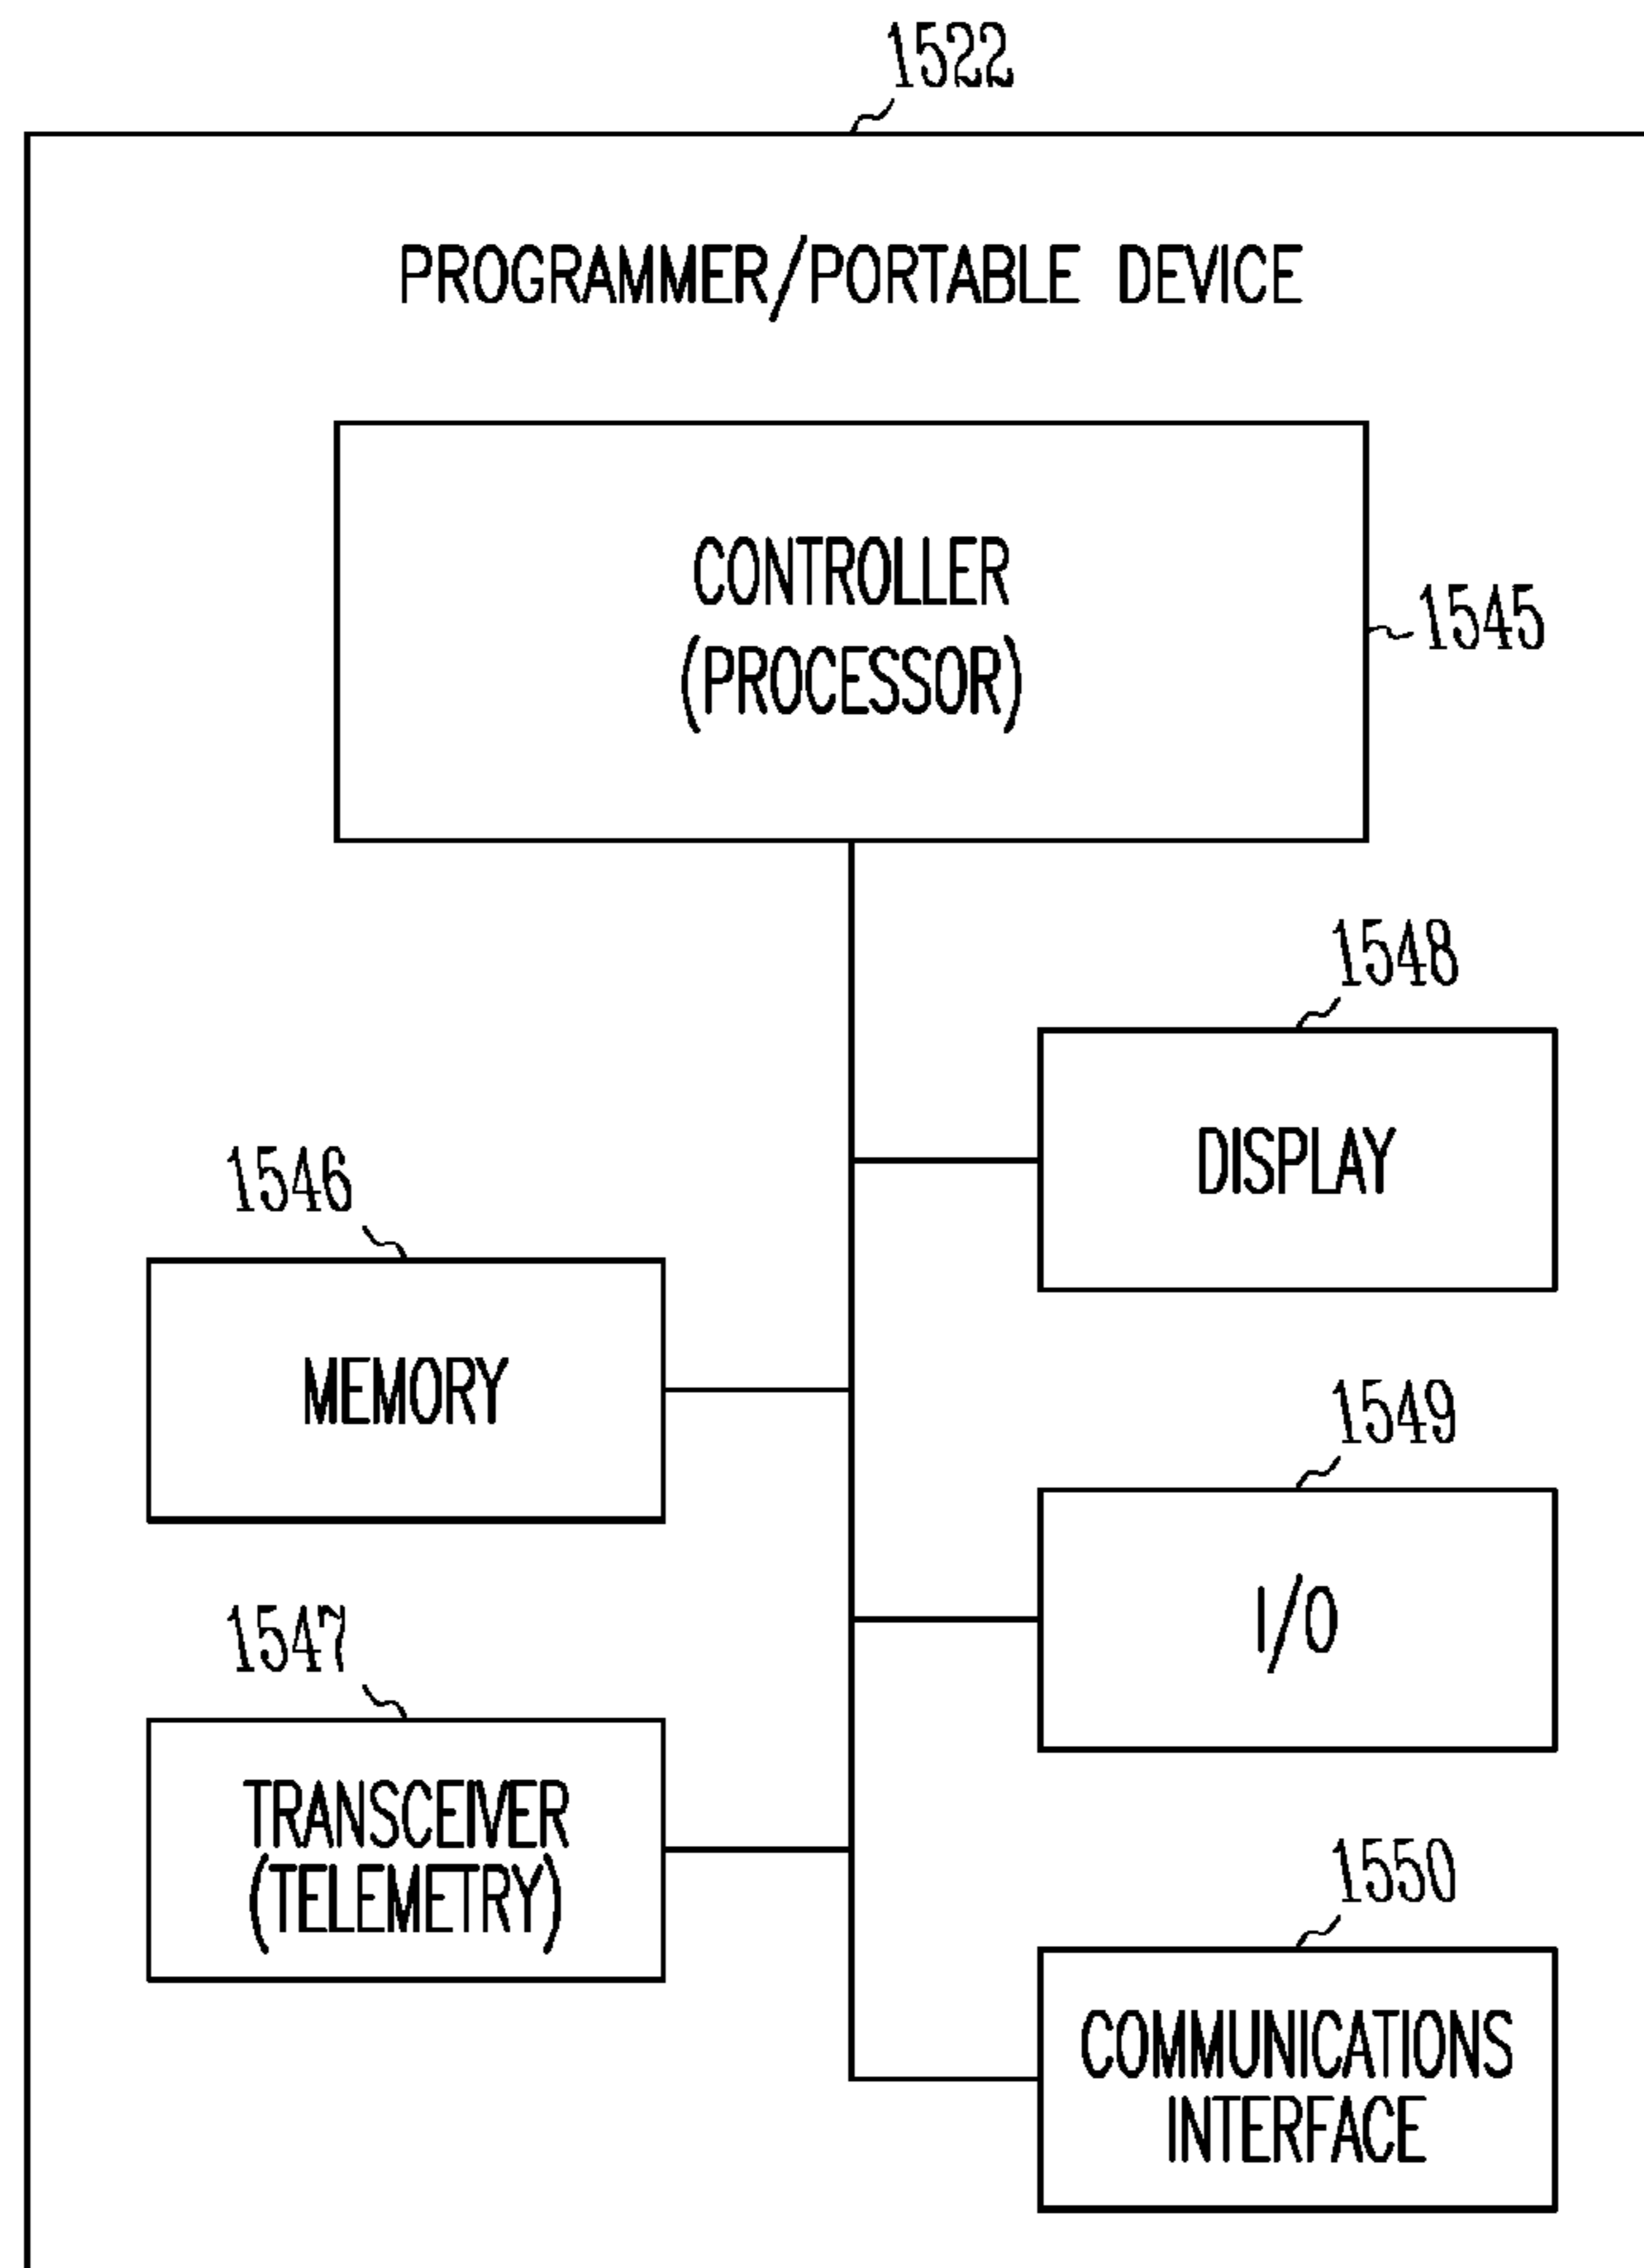 1522
PROGRAMMER/PORTABLE DEVICE
CONTROLLER
(PROCESSOR)
1545
1548
DISPLAY
1546
MEMORY
1549
I/O
1547
TRANSCEIVER
(TELEMETRY)
1550
COMMUNICATIONS
INTERFACE